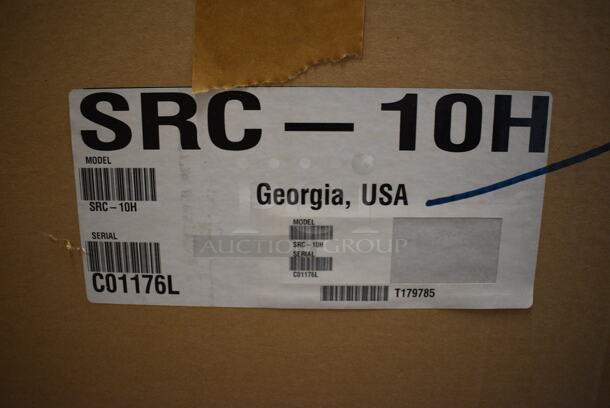 SRC — 10H
MODEL
SRC-10H
Georgia, USA
SERIAL
C01176L
MODEL
SRC-10H
SERIAL
C01176L
T179785
AUCTION GROUP